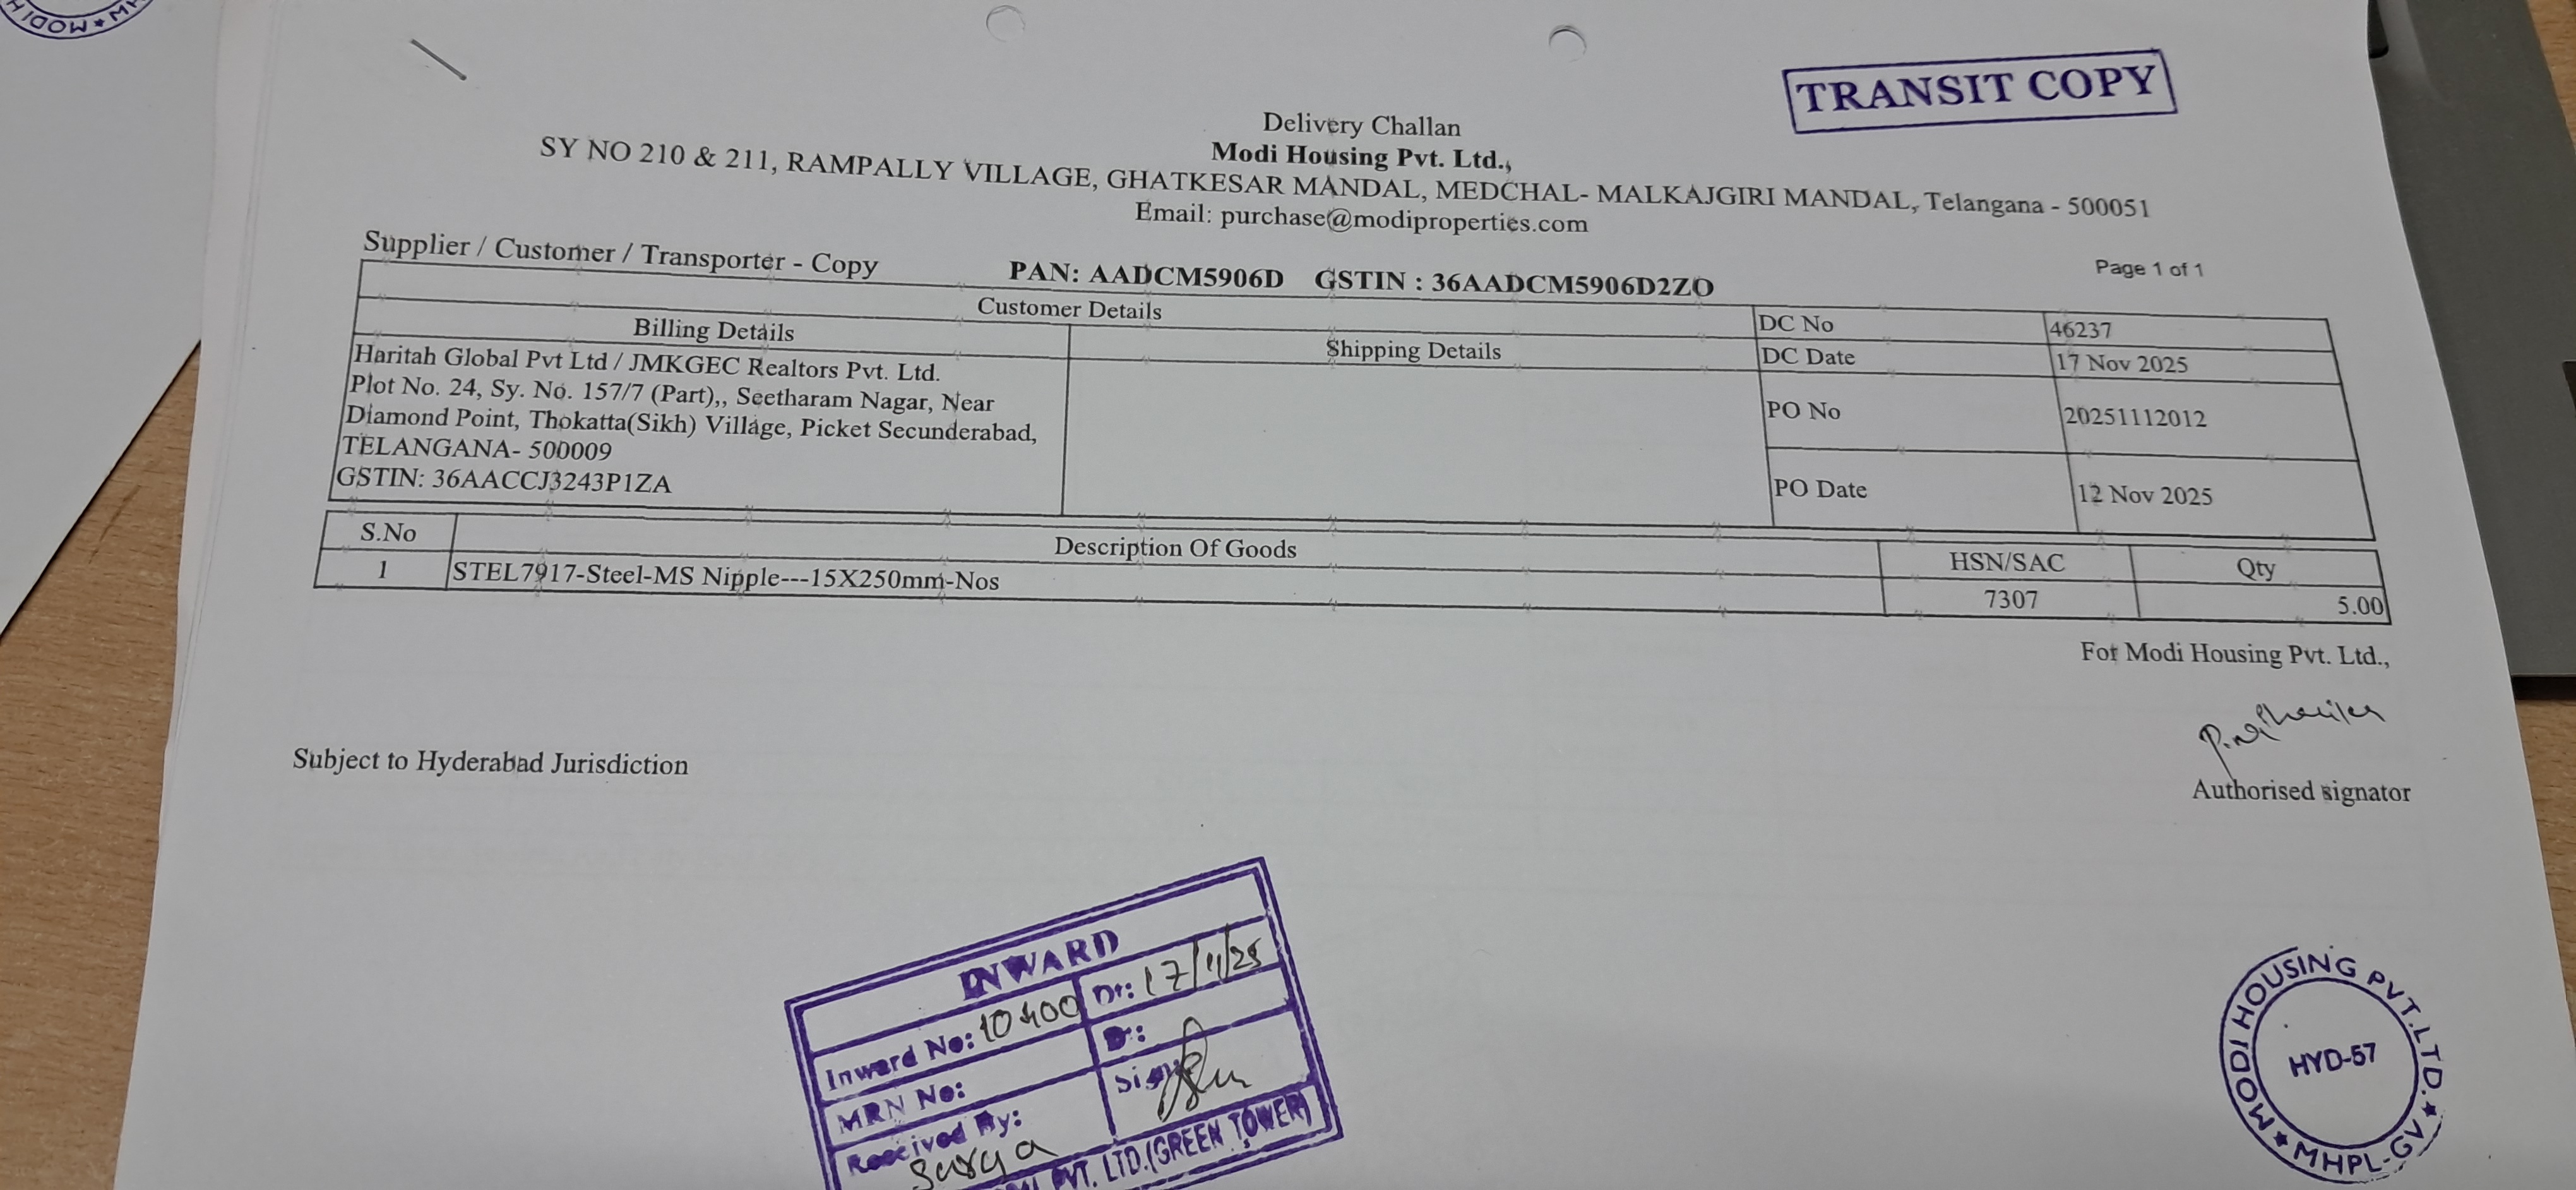 TRANSIT COPY
Delivery Challan
Modi Housing Pvt. Ltd.,
SY NO 210 & 211, RAMPALLY VILLAGE, GHATKESAR MANDAL, MEDCHAL- MALKAJGIRI MANDAL, Telangana - 500051
Email: purchase@modiproperties.com
Supplier / Customer / Transporter - Copy PAN: AADCM5906D GSTIN : 36AADCM5906D2ZO Page 1 of 1
Customer Details
Billing Details Shipping Details
DC No 46237
DC Date 17 Nov 2025
PO No 20251112012
PO Date 12 Nov 2025
Haritah Global Pvt Ltd / JMKGEC Realtors Pvt. Ltd.
Plot No. 24, Sy. No. 157/7 (Part),, Seetharam Nagar, Near
Diamond Point, Thokatta(Sikh) Village, Picket Secunderabad,
TELANGANA- 500009
GSTIN: 36AACCJ3243P1ZA
S.No Description Of Goods HSN/SAC Qty
1 STEL7917-Steel-MS Nipple---15X250mm-Nos 7307 5.00
For Modi Housing Pvt. Ltd.,
Authorised signator
Subject to Hyderabad Jurisdiction
INWARD
Inward No: 10400 Dt: 17/11/25
MRN No: Dt:
Received By: Surya Sign
PVT. LTD.(GREEN TOWER)
MODI HOUSING PVT. LTD. ★ MHPL-GV ★
HYD-57
MODI